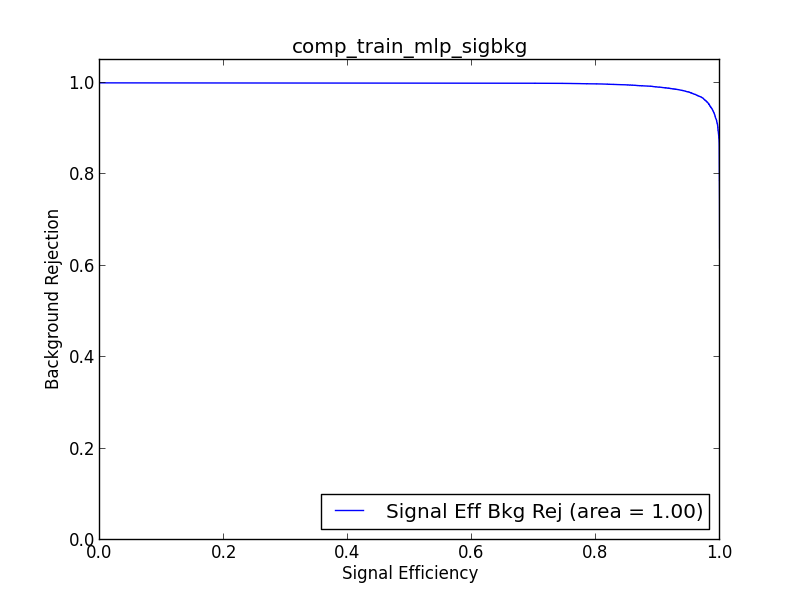 comp_train_mlp_sigbkg
1.0
0.8
0.6
0.4
0.2
0.0
Background Rejection
Signal Eff Bkg Rej (area = 1.00)
0.0 0.2 0.4 0.6 0.8 1.0
Signal Efficiency